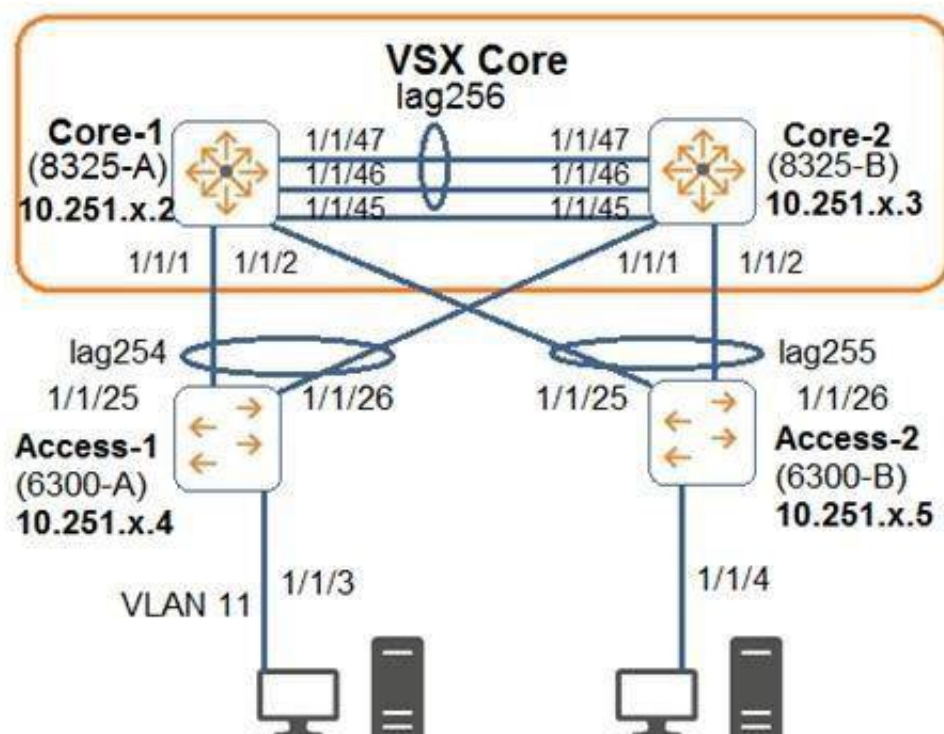 VSX Core
lag256
Core-1
(8325-A)
10.251.x.2
1/1/47
1/1/46
1/1/45
1/1/47
1/1/46
1/1/45
Core-2
(8325-B)
10.251.x.3
1/1/1
1/1/2
1/1/1
1/1/2
lag254
lag255
1/1/25
1/1/26
1/1/25
1/1/26
Access-1
(6300-A)
10.251.x.4
Access-2
(6300-B)
10.251.x.5
VLAN 11
1/1/3
1/1/4